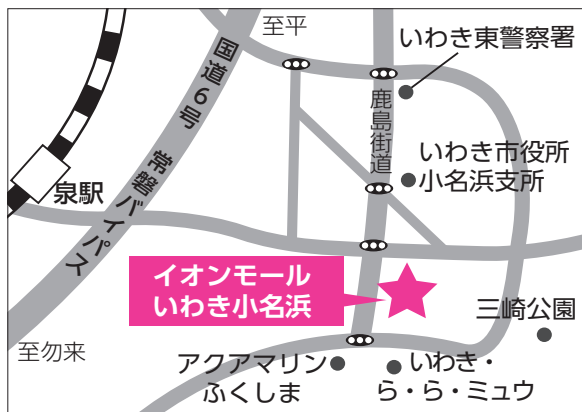 至平
いわき東警察署
国道6号 常磐バイパス
鹿島街道
いわき市役所
小名浜支所
泉駅
イオンモール
いわき小名浜
三崎公園
至勿来
アクアマリン
ふくしま
いわき・
ら・ら・ミュウ